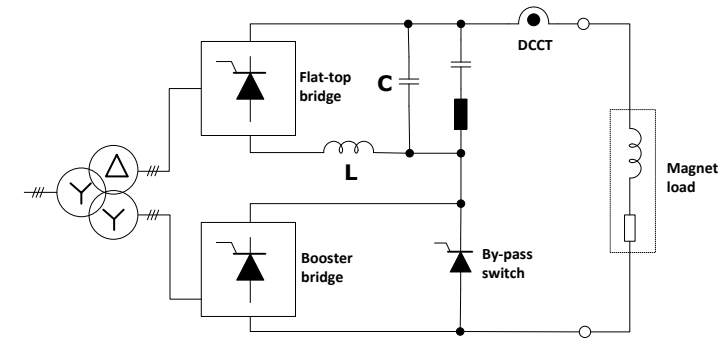 DCCT
Flat-top
bridge
C
L
Magnet
load
Booster
bridge
By-pass
switch